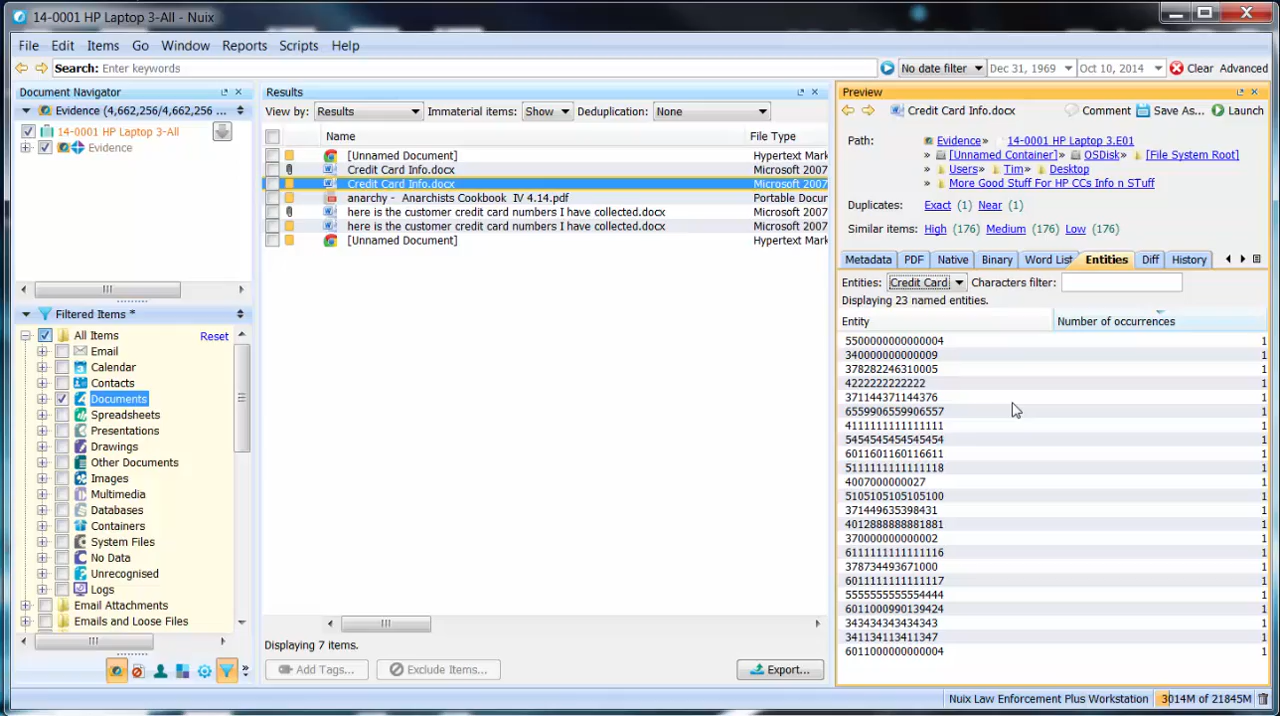 14-0001 HP Laptop 3-All - Nuix
File Edit Items Go Window Reports Scripts Help
Search: Enter keywords No date filter Dec 31, 1969 Oct 10, 2014 Clear Advanced
Document Navigator
Evidence (4,662,256/4,662,256 ...
14-0001 HP Laptop 3-All
Evidence
Filtered Items *
All Items Reset
Email
Calendar
Contacts
Documents
Spreadsheets
Presentations
Drawings
Other Documents
Images
Multimedia
Databases
Containers
System Files
No Data
Unrecognised
Logs
Email Attachments
Emails and Loose Files
Results
View by: Results Immaterial items: Show Deduplication: None
Name File Type
[Unnamed Document] Hypertext Mark
Credit Card Info.docx Microsoft 2007
Credit Card Info.docx Microsoft 2007
anarchy - Anarchists Cookbook IV 4.14.pdf Portable Docur
here is the customer credit card numbers I have collected.docx Microsoft 2007
here is the customer credit card numbers I have collected.docx Microsoft 2007
[Unnamed Document] Hypertext Mark
Displaying 7 items.
Add Tags... Exclude Items... Export...
Preview
Credit Card Info.docx Comment Save As... Launch
Path: Evidence» 14-0001 HP Laptop 3.E01
» [Unnamed Container]» OSDisk» [File System Root]
» Users» Tim» Desktop
» More Good Stuff For HP CCs Info n STuff
Duplicates: Exact (1) Near (1)
Similar items: High (176) Medium (176) Low (176)
Metadata PDF Native Binary Word List Entities Diff History
Entities: Credit Card Characters filter:
Displaying 23 named entities.
Entity Number of occurrences
5500000000000004 1
340000000000009 1
378282246310005 1
4222222222222 1
371144371144376 1
6559906559906557 1
4111111111111111 1
5454545454545454 1
6011601160116611 1
5111111111111118 1
4007000000027 1
5105105105105100 1
371449635398431 1
4012888888881881 1
370000000000002 1
6111111111111116 1
378734493671000 1
6011111111111117 1
5555555555554444 1
6011000990139424 1
343434343434343 1
341134113411347 1
6011000000000004 1
Nuix Law Enforcement Plus Workstation 3014M of 21845M